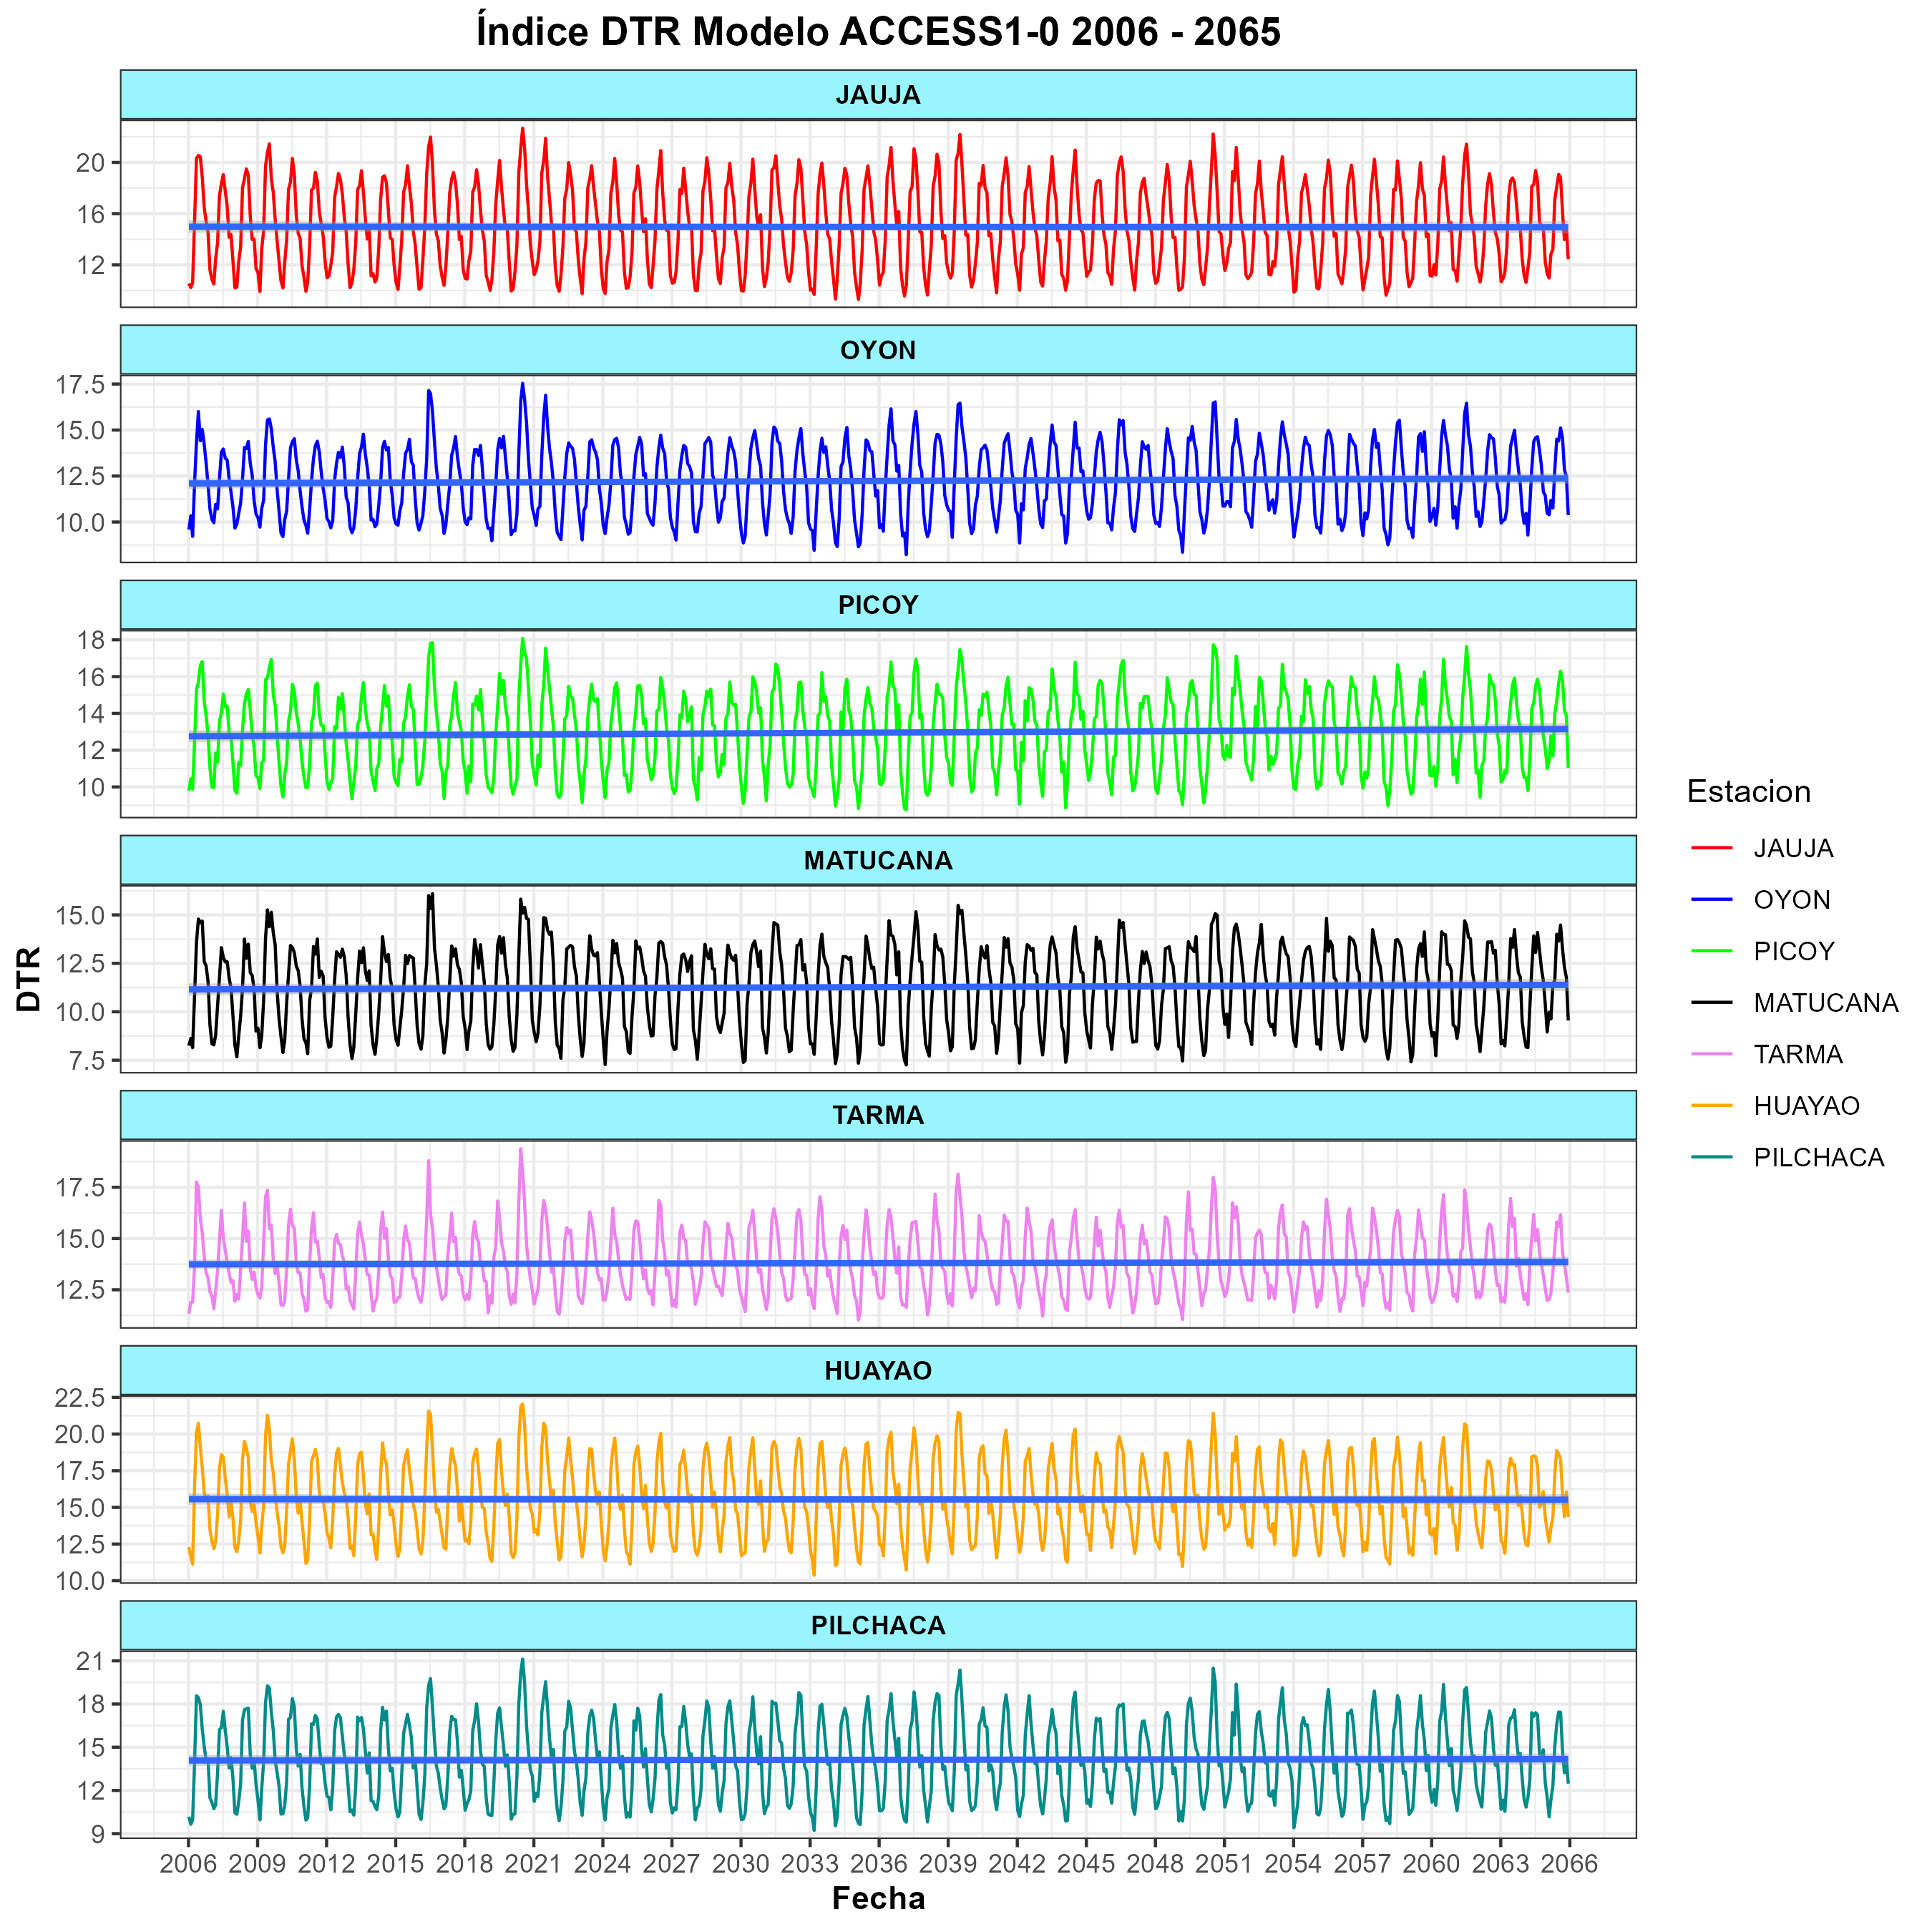 Índice DTR Modelo ACCESS1-0 2006 - 2065
JAUJA
20
16
12
OYON
17.5
15.0
12.5
10.0
PICOY
18
16
14
12
10
MATUCANA
15.0
12.5
10.0
7.5
TARMA
17.5
15.0
12.5
HUAYAO
22.5
20.0
17.5
15.0
12.5
10.0
PILCHACA
21
18
15
12
9
2006 2009 2012 2015 2018 2021 2024 2027 2030 2033 2036 2039 2042 2045 2048 2051 2054 2057 2060 2063 2066
Fecha
DTR
Estacion
JAUJA
OYON
PICOY
MATUCANA
TARMA
HUAYAO
PILCHACA